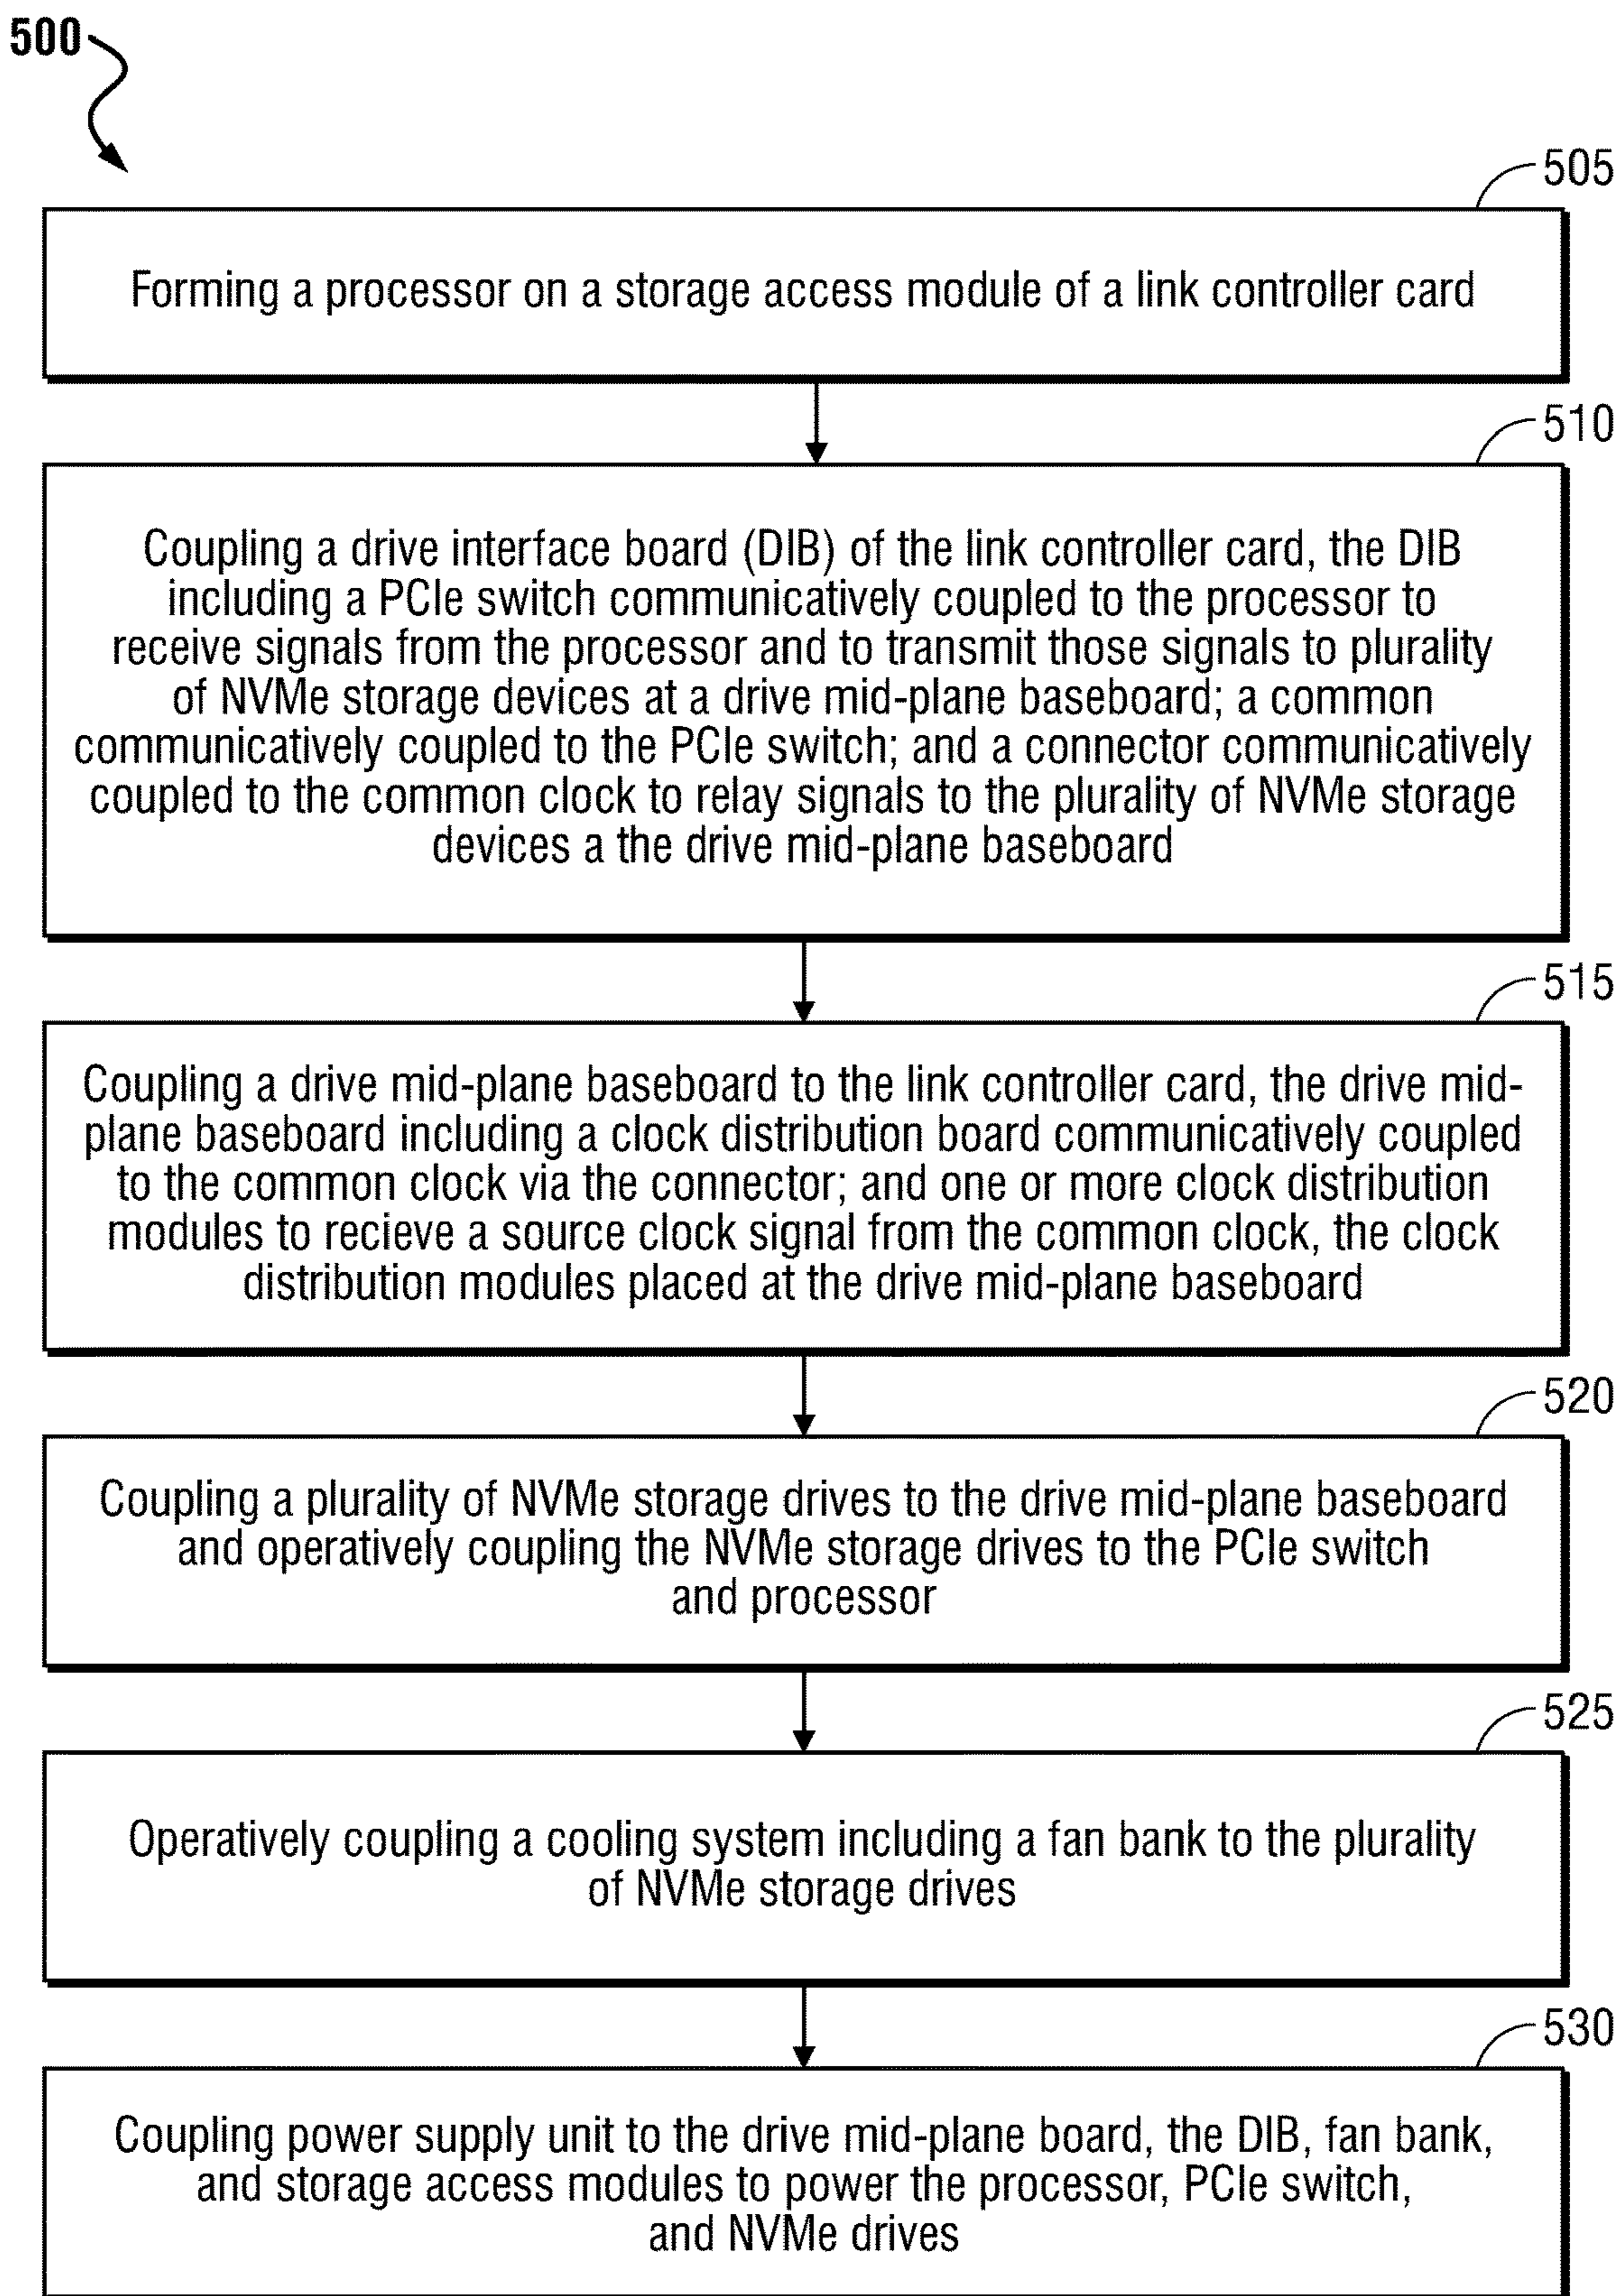 500
505
Forming a processor on a storage access module of a link controller card
510
Coupling a drive interface board (DIB) of the link controller card, the DIB
including a PCIe switch communicatively coupled to the processor to
receive signals from the processor and to transmit those signals to plurality
of NVMe storage devices at a drive mid-plane baseboard; a common
communicatively coupled to the PCIe switch; and a connector communicatively
coupled to the common clock to relay signals to the plurality of NVMe storage
devices a the drive mid-plane baseboard
515
Coupling a drive mid-plane baseboard to the link controller card, the drive mid-
plane baseboard including a clock distribution board communicatively coupled
to the common clock via the connector; and one or more clock distribution
modules to recieve a source clock signal from the common clock, the clock
distribution modules placed at the drive mid-plane baseboard
520
Coupling a plurality of NVMe storage drives to the drive mid-plane baseboard
and operatively coupling the NVMe storage drives to the PCIe switch
and processor
525
Operatively coupling a cooling system including a fan bank to the plurality
of NVMe storage drives
530
Coupling power supply unit to the drive mid-plane board, the DIB, fan bank,
and storage access modules to power the processor, PCIe switch,
and NVMe drives